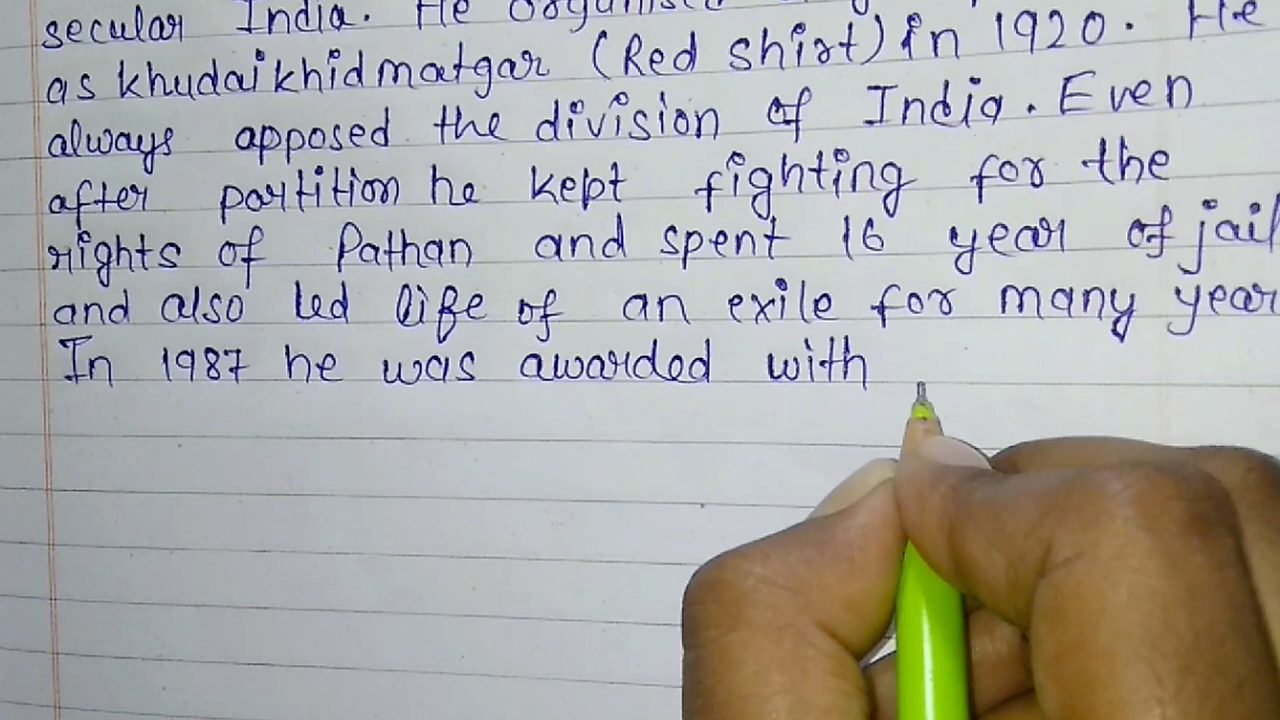 secular India. He organised
as khudai khidmatgar (Red shirt) in 1920. He
always apposed the division of India. Even
after partition he kept fighting for the
rights of Pathan and spent 16 year of jail
and also led life of an exile for many year
In 1987 he was awarded with